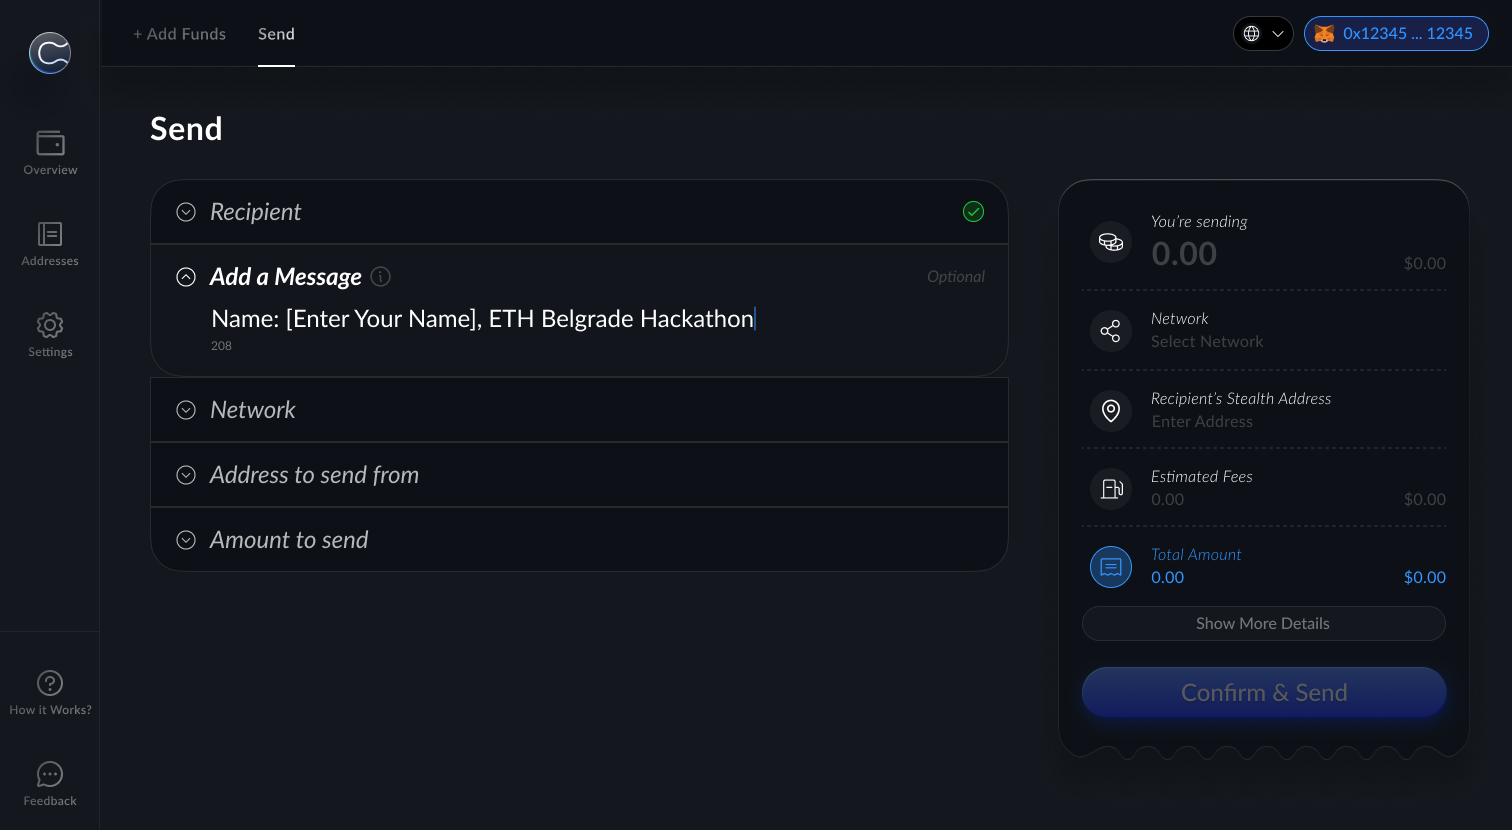 + Add Funds
Send
0x12345 ... 12345
Overview
Addresses
Settings
How it Works?
Feedback
Send
Recipient
Add a Message
Optional
Name: [Enter Your Name], ETH Belgrade Hackathon
208
Network
Address to send from
Amount to send
You're sending
0.00
$0.00
Network
Select Network
Recipient's Stealth Address
Enter Address
Estimated Fees
0.00
$0.00
Total Amount
0.00
$0.00
Show More Details
Confirm & Send